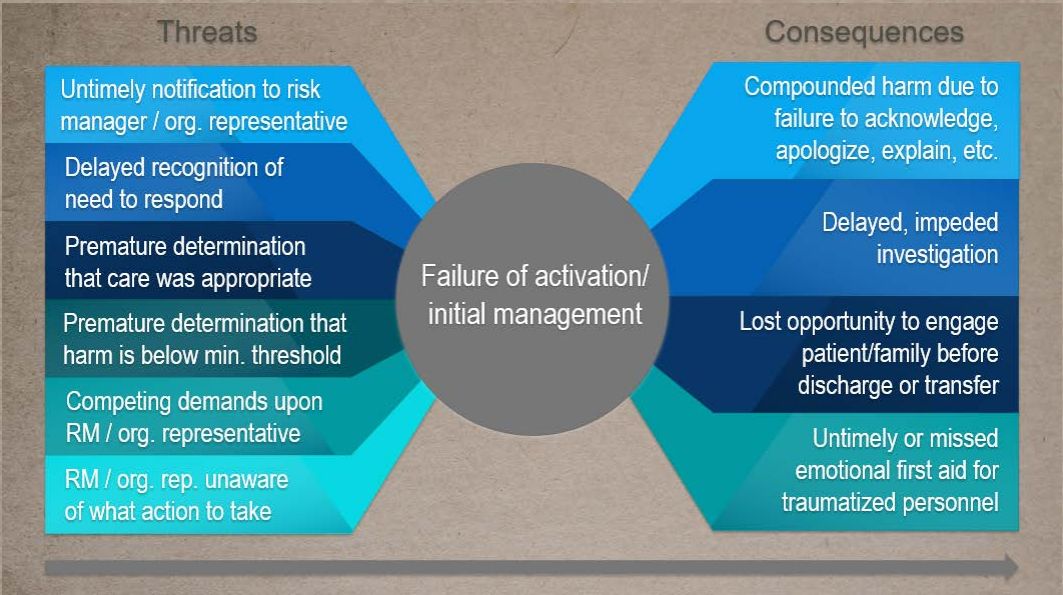 Threats
Untimely notification to risk
manager / org. representative
Delayed recognition of
need to respond
Premature determination
that care was appropriate
Premature determination that
harm is below min. threshold
Competing demands upon
RM / org. representative
RM / org. rep. unaware
of what action to take
Failure of activation/
initial management
Consequences
Compounded harm due to
failure to acknowledge,
apologize, explain, etc.
Delayed, impeded
investigation
Lost opportunity to engage
patient/family before
discharge or transfer
Untimely or missed
emotional first aid for
traumatized personnel